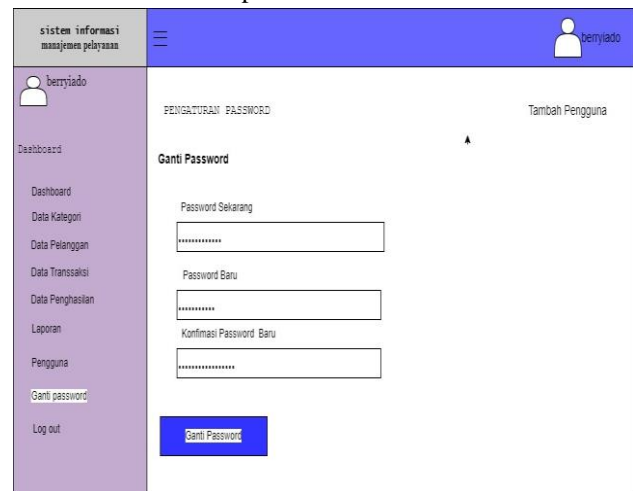 sistem informasi
manajemen pelayanan
berryiado
berryiado
PENGATURAN PASSWORD
Tambah Pengguna
Dashboard
Ganti Password
Dashboard
Data Kategori
Data Pelanggan
Data Transsaksi
Data Penghasilan
Laporan
Pengguna
Ganti password
Log out
Password Sekarang
.............
Password Baru
...........
Konfimasi Password Baru
................
Ganti Password